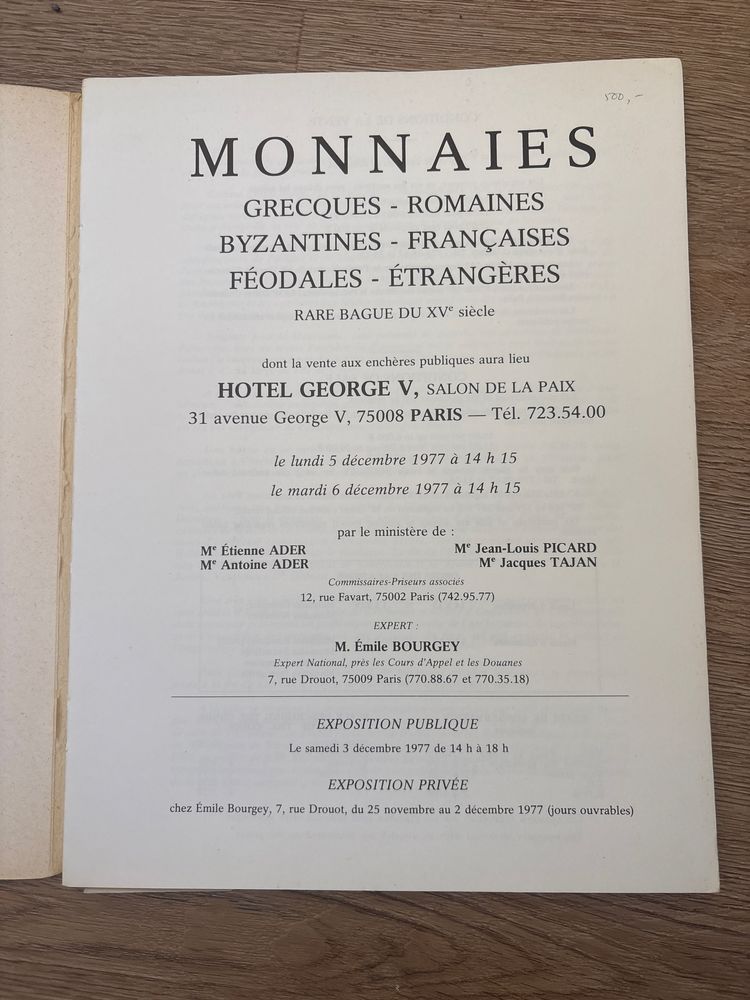 500,-
MONNAIES
GRECQUES - ROMAINES
BYZANTINES - FRANÇAISES
FÉODALES - ÉTRANGÈRES
RARE BAGUE DU XVe siècle
dont la vente aux enchères publiques aura lieu
HOTEL GEORGE V, SALON DE LA PAIX
31 avenue George V, 75008 PARIS — Tél. 723.54.00
le lundi 5 décembre 1977 à 14 h 15
le mardi 6 décembre 1977 à 14 h 15
par le ministère de :
Me Étienne ADER Me Jean-Louis PICARD
Me Antoine ADER Me Jacques TAJAN
Commissaires-Priseurs associés
12, rue Favart, 75002 Paris (742.95.77)
EXPERT :
M. Émile BOURGEY
Expert National, près les Cours d'Appel et les Douanes
7, rue Drouot, 75009 Paris (770.88.67 et 770.35.18)
EXPOSITION PUBLIQUE
Le samedi 3 décembre 1977 de 14 h à 18 h
EXPOSITION PRIVÉE
chez Émile Bourgey, 7, rue Drouot, du 25 novembre au 2 décembre 1977 (jours ouvrables)